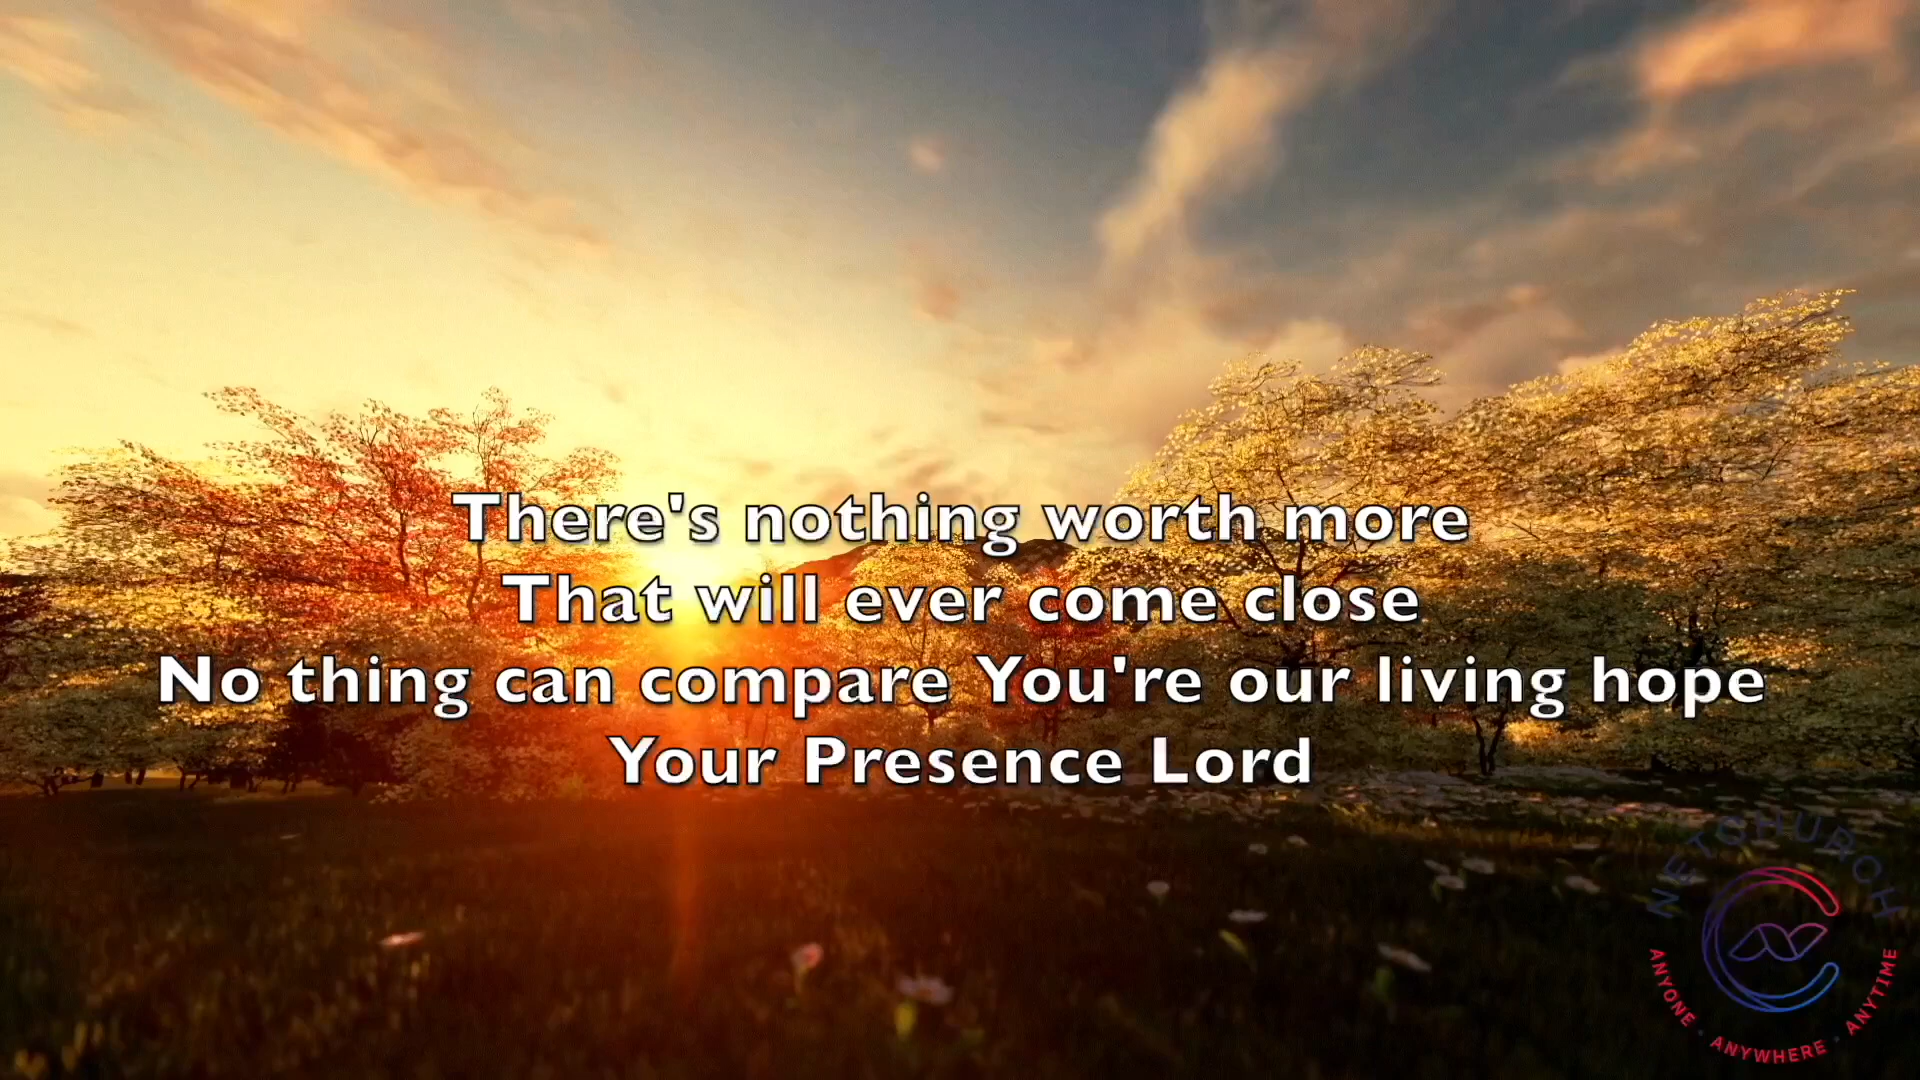 There's nothing worth more
That will ever come close
No thing can compare You're our living hope
Your Presence Lord
NETCHURCH
ANYONE · ANYWHERE · ANYTIME